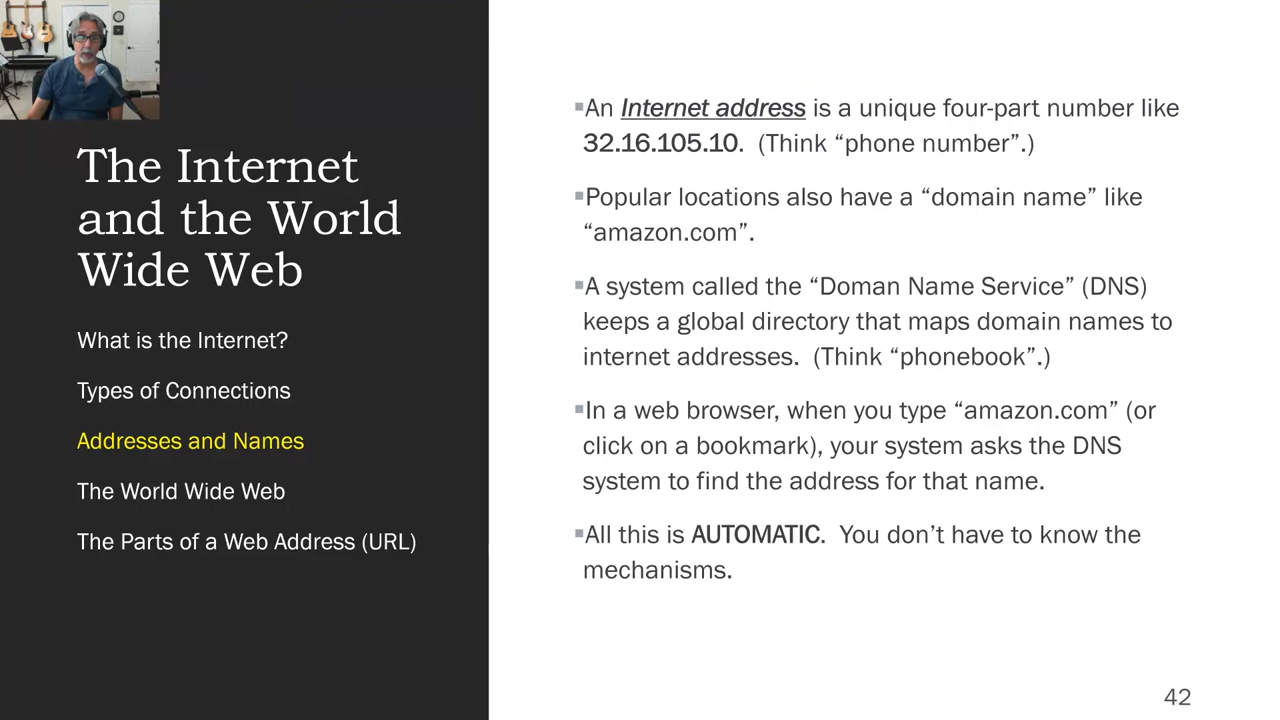 The Internet
and the World
Wide Web
What is the Internet?
Types of Connections
Addresses and Names
The World Wide Web
The Parts of a Web Address (URL)
▪An Internet address is a unique four-part number like
32.16.105.10.  (Think “phone number”.)
▪Popular locations also have a “domain name” like
“amazon.com”.
▪A system called the “Doman Name Service” (DNS)
keeps a global directory that maps domain names to
internet addresses.  (Think “phonebook”.)
▪In a web browser, when you type “amazon.com” (or
click on a bookmark), your system asks the DNS
system to find the address for that name.
▪All this is AUTOMATIC.  You don’t have to know the
mechanisms.
42